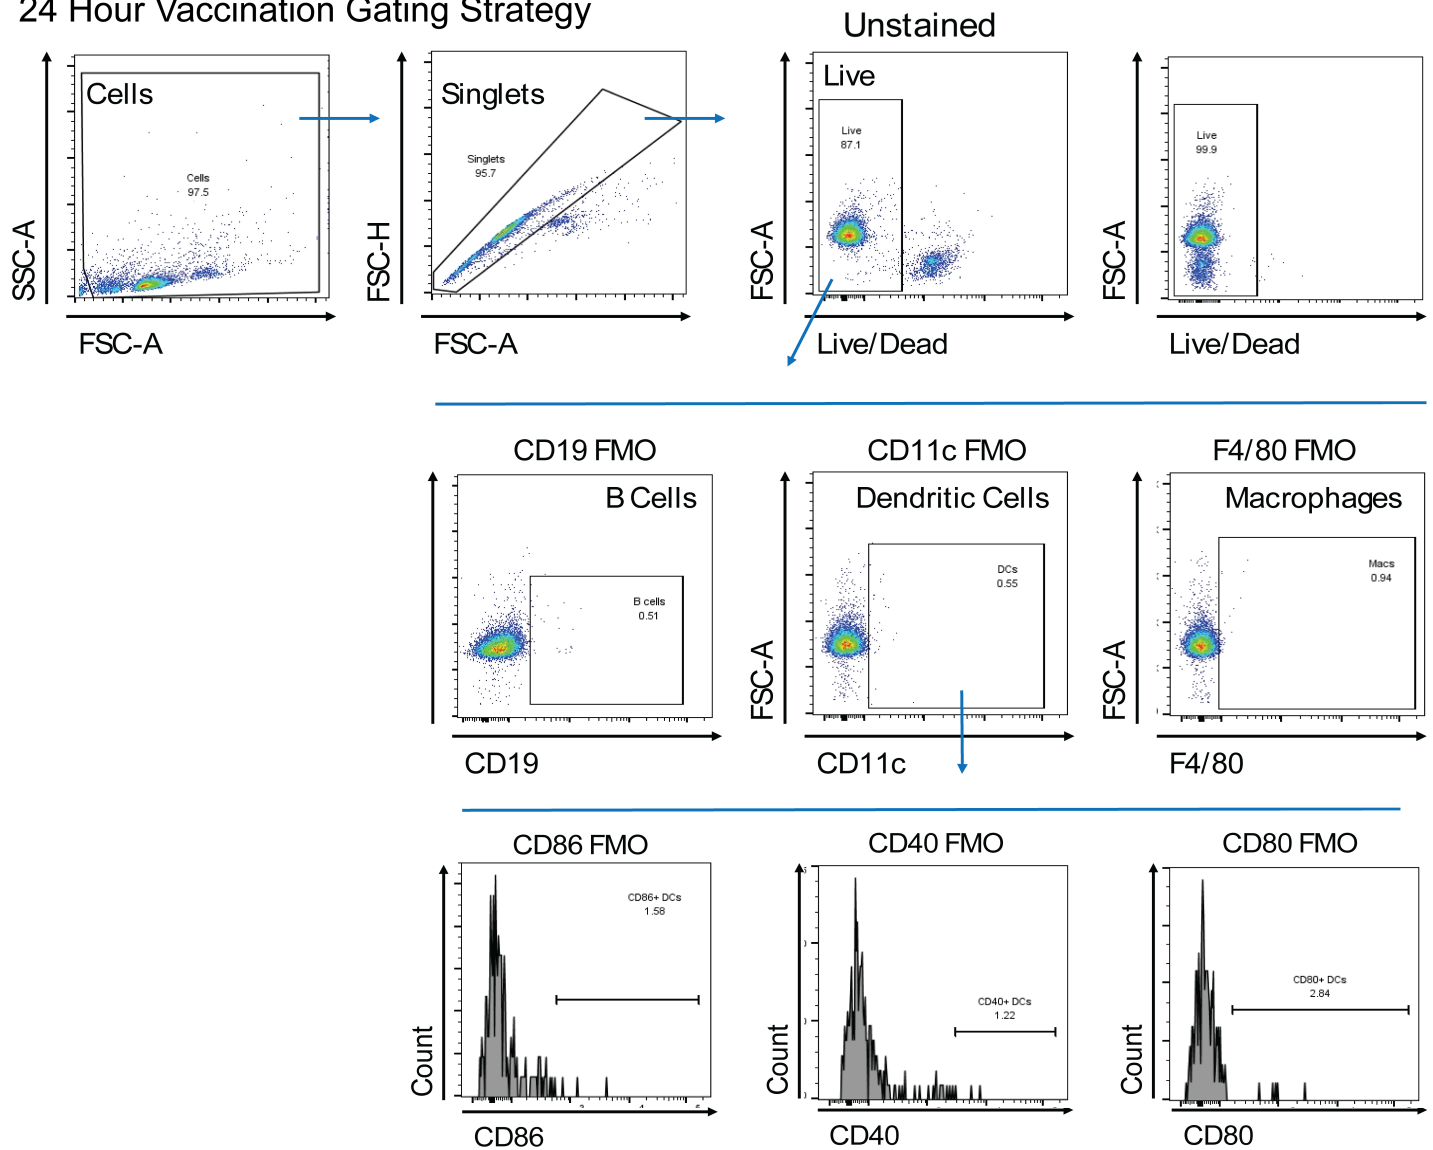 24 Hour Vaccination Gating Strategy
Unstained
Cells
Cells
97.5
SSC-A
FSC-A
Singlets
Singlets
95.7
FSC-H
FSC-A
Live
Live
87.1
FSC-A
Live/Dead
Live
99.9
FSC-A
Live/Dead
CD19 FMO
B Cells
B cells
0.51
CD19
CD11c FMO
Dendritic Cells
DCs
0.55
FSC-A
CD11c
F4/80 FMO
Macrophages
Macs
0.94
FSC-A
F4/80
CD86 FMO
CD86+ DCs
1.58
Count
CD86
CD40 FMO
CD40+ DCs
1.22
Count
CD40
CD80 FMO
CD80+ DCs
2.84
Count
CD80